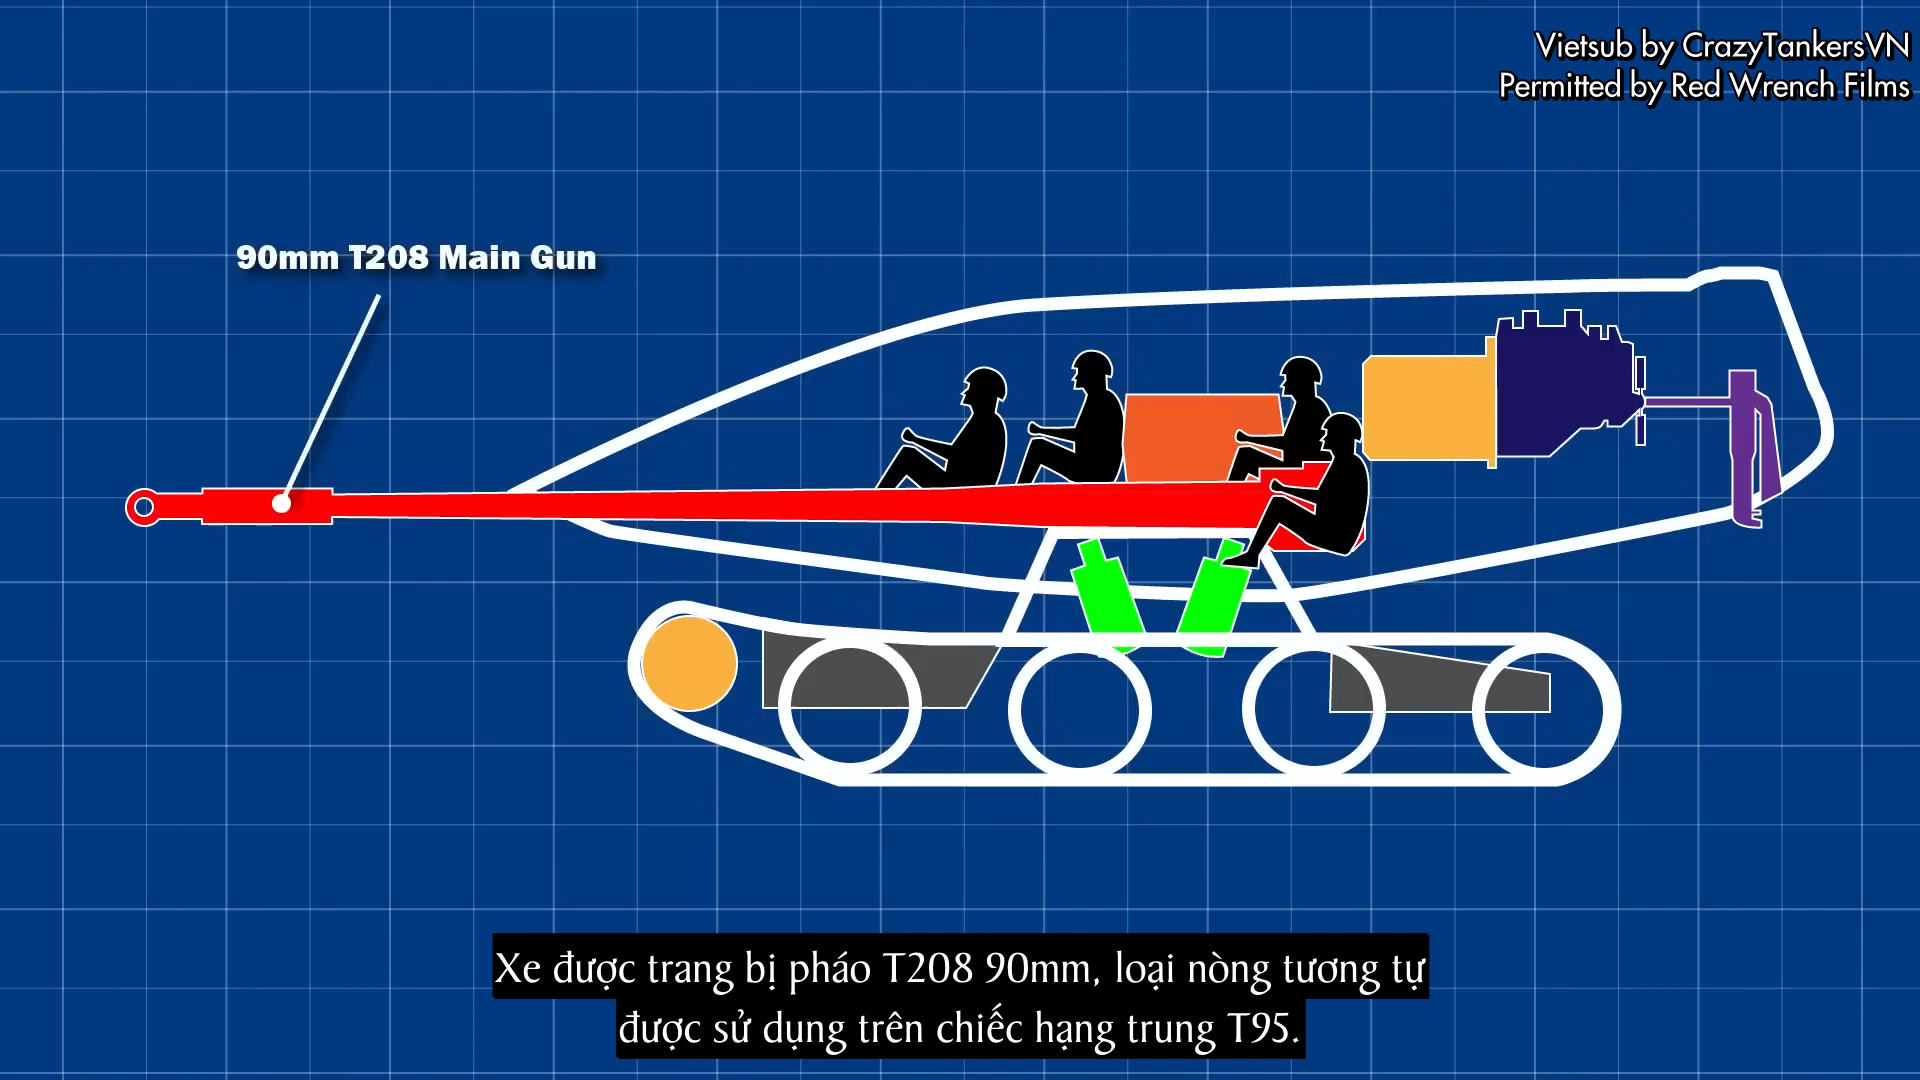 Vietsub by CrazyTankersVN
Permitted by Red Wrench Films
90mm T208 Main Gun
Xe được trang bị pháo T208 90mm, loại nòng tương tự
được sử dụng trên chiếc hạng trung T95.